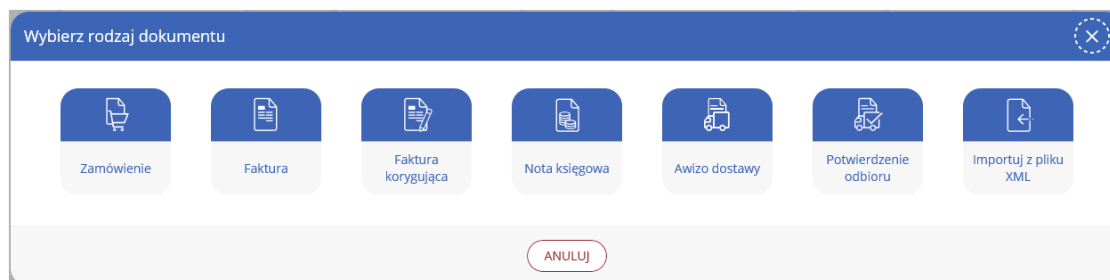 Wybierz rodzaj dokumentu
Zamówienie
Faktura
Faktura
korygująca
Nota księgowa
Awizo dostawy
Potwierdzenie
odbioru
Importuj z pliku
XML
ANULUJ